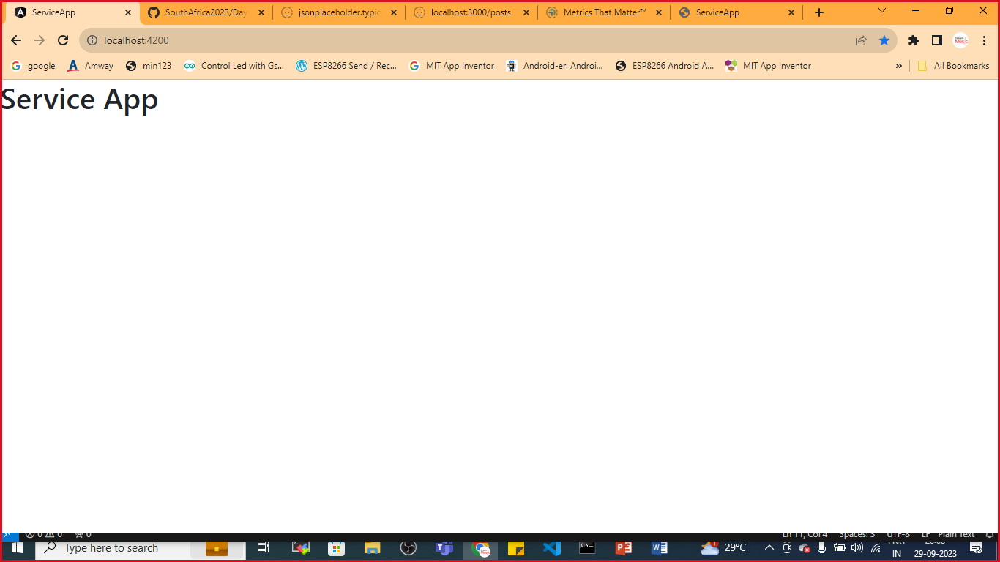 ServiceApp
SouthAfrica2023/Day
jsonplaceholder.typic
localhost:3000/posts
Metrics That Matter™
ServiceApp
localhost:4200
google
Amway
min123
Control Led with Gs...
ESP8266 Send / Rec...
MIT App Inventor
Android-er: Androi...
ESP8266 Android A...
MIT App Inventor
»
All Bookmarks
Service App
0 0
0
Ln 11, Col 4
Spaces: 3
UTF-8
LF
Plain Text
Type here to search
29°C
ENG
IN
29-09-2023